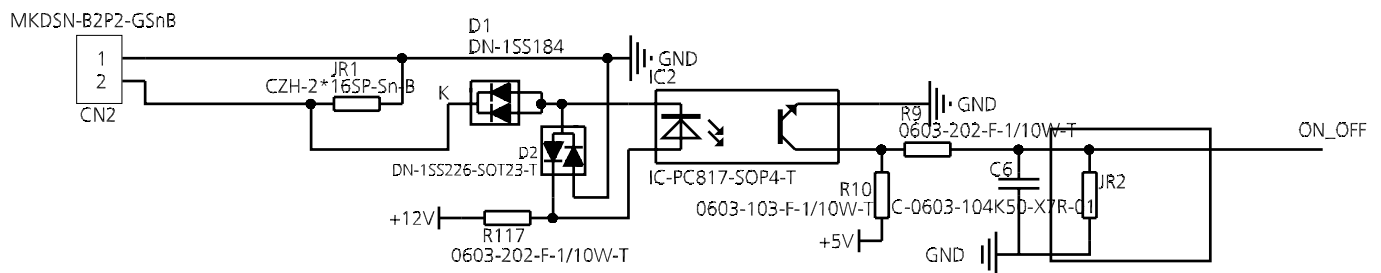 MKDSN-B2P2-GSnB
1
2
CN2
JR1
CZH-2*16SP-Sn-B
D1
DN-1SS184
K
GND
IC2
D2
DN-1SS226-SOT23-T
IC-PC817-SOP4-T
+12V
R117
0603-202-F-1/10W-T
GND
R9
0603-202-F-1/10W-T
ON_OFF
R10
0603-103-F-1/10W-T
+5V
C6
C-0603-104K50-X7R-01
JR2
GND